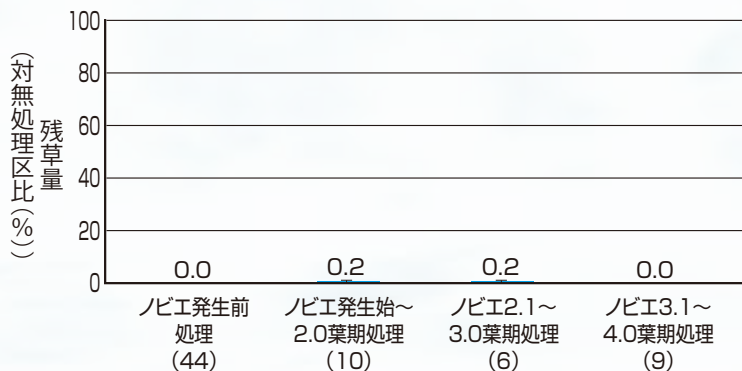 残草量
（対無処理区比（%））
100
80
60
40
20
0
0.0
0.2
0.2
0.0
ノビエ発生前
処理
（44）
ノビエ発生始～
2.0葉期処理
（10）
ノビエ2.1～
3.0葉期処理
（6）
ノビエ3.1～
4.0葉期処理
（9）